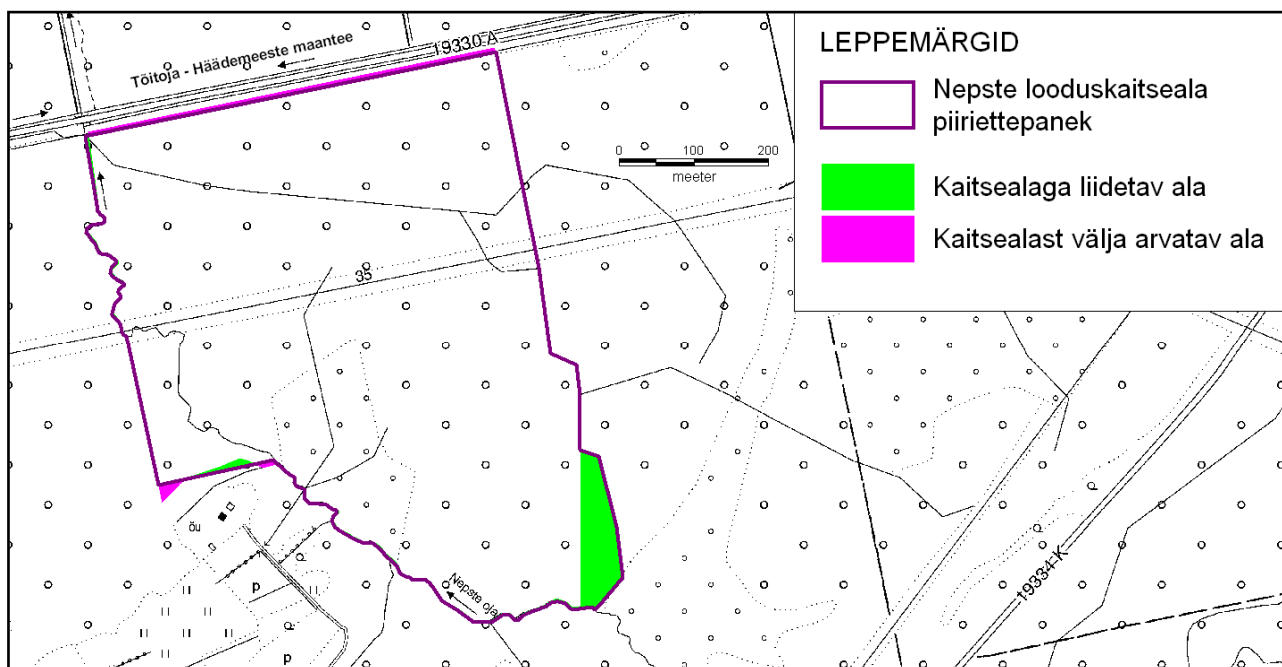 Tõitoja - Häädemeeste maantee
19330 A
LEPPEMÄRGID
Nepste looduskaitseala
piiriettepanek
Kaitsealaga liidetav ala
Kaitsealast välja arvatav ala
0 100 200
meeter
35
õu
p
p
Nepste oja
19334 K